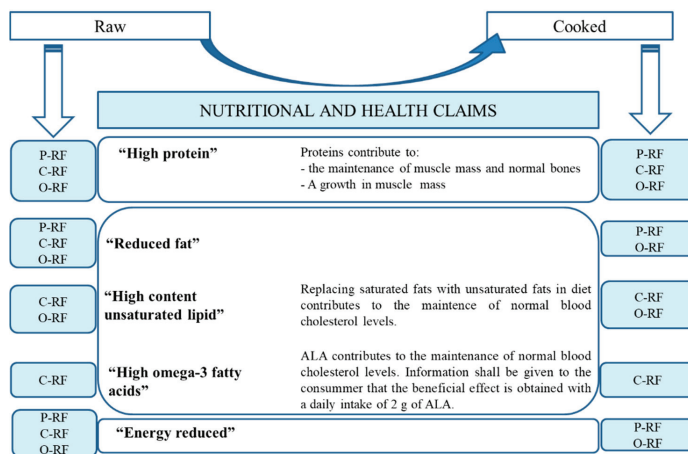 Raw
Cooked
NUTRITIONAL AND HEALTH CLAIMS
P-RF
C-RF
O-RF
“High protein”
Proteins contribute to:
- the maintenance of muscle mass and normal bones
- A growth in muscle mass
P-RF
C-RF
O-RF
P-RF
C-RF
O-RF
“Reduced fat”
P-RF
O-RF
C-RF
O-RF
“High content
unsaturated lipid”
Replacing saturated fats with unsaturated fats in diet
contributes to the maintence of normal blood
cholesterol levels.
C-RF
O-RF
C-RF
“High omega-3 fatty
acids”
ALA contributes to the maintenance of normal blood
cholesterol levels. Information shall be given to the
consummer that the beneficial effect is obtained with
a daily intake of 2 g of ALA.
C-RF
P-RF
C-RF
O-RF
“Energy reduced”
P-RF
O-RF